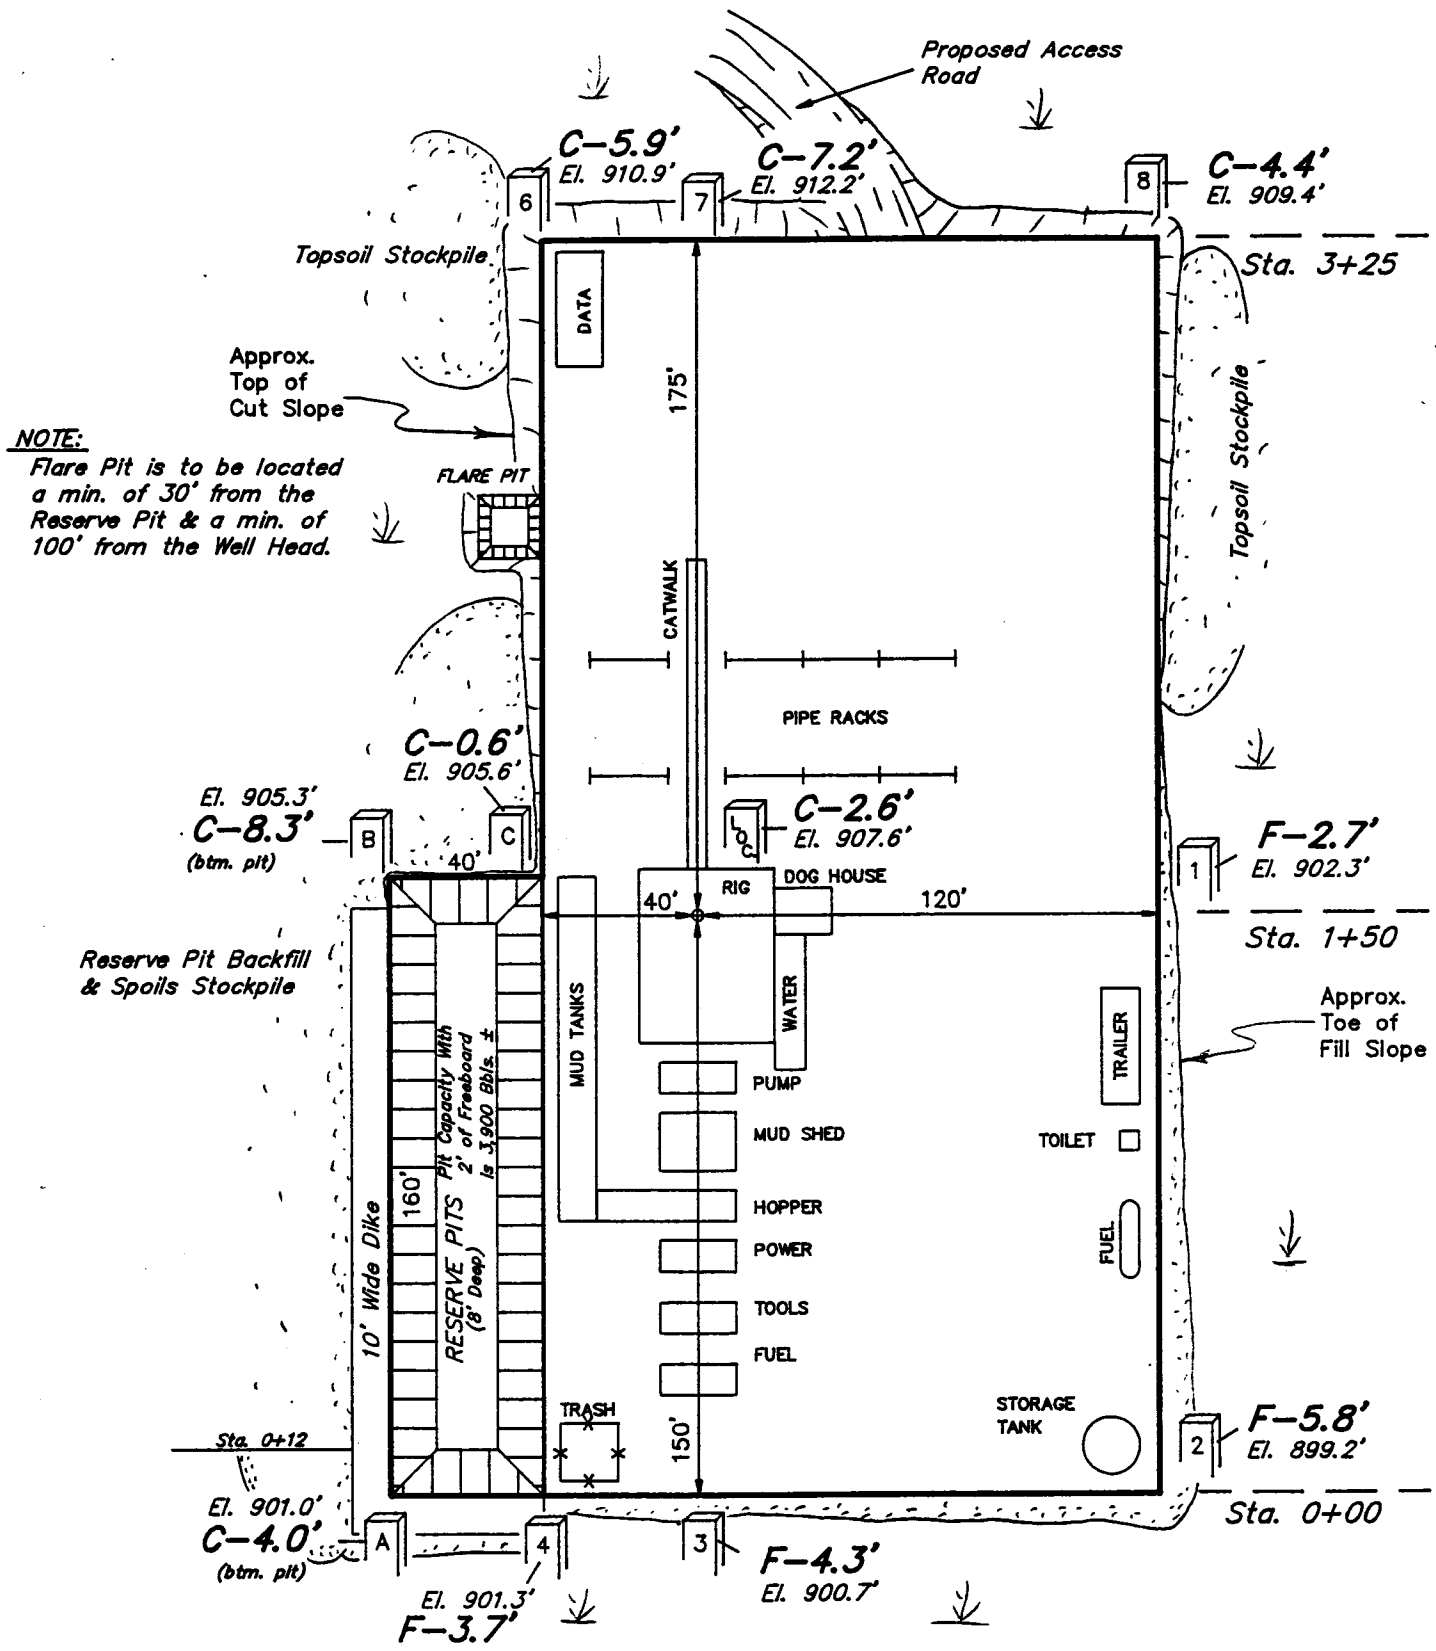 Proposed Access
Road
C-5.9'
El. 910.9'
C-7.2'
El. 912.2'
C-4.4'
El. 909.4'
6
7
8
Topsoil Stockpile
Sta. 3+25
DATA
Approx.
Top of
Cut Slope
175'
Topsoil Stockpile
NOTE:
Flare Pit is to be located
a min. of 30' from the
Reserve Pit & a min. of
100' from the Well Head.
FLARE PIT
CATWALK
PIPE RACKS
C-0.6'
El. 905.6'
El. 905.3'
C-8.3'
(btm. pit)
B
C
40'
LOC
C-2.6'
El. 907.6'
F-2.7'
El. 902.3'
1
RIG
DOG HOUSE
40'
120'
Sta. 1+50
Reserve Pit Backfill
& Spoils Stockpile
MUD TANKS
WATER
TRAILER
Approx.
Toe of
Fill Slope
Pit Capacity With
2' of Freeboard
is 3,900 Bbls. ±
PUMP
MUD SHED
TOILET
160'
RESERVE PITS
(8' Deep)
10' Wide Dike
HOPPER
POWER
FUEL
TOOLS
FUEL
TRASH
150'
STORAGE
TANK
F-5.8'
El. 899.2'
2
Sta. 0+12
Sta. 0+00
El. 901.0'
C-4.0'
(btm. pit)
A
4
3
F-4.3'
El. 900.7'
El. 901.3'
F-3.7'